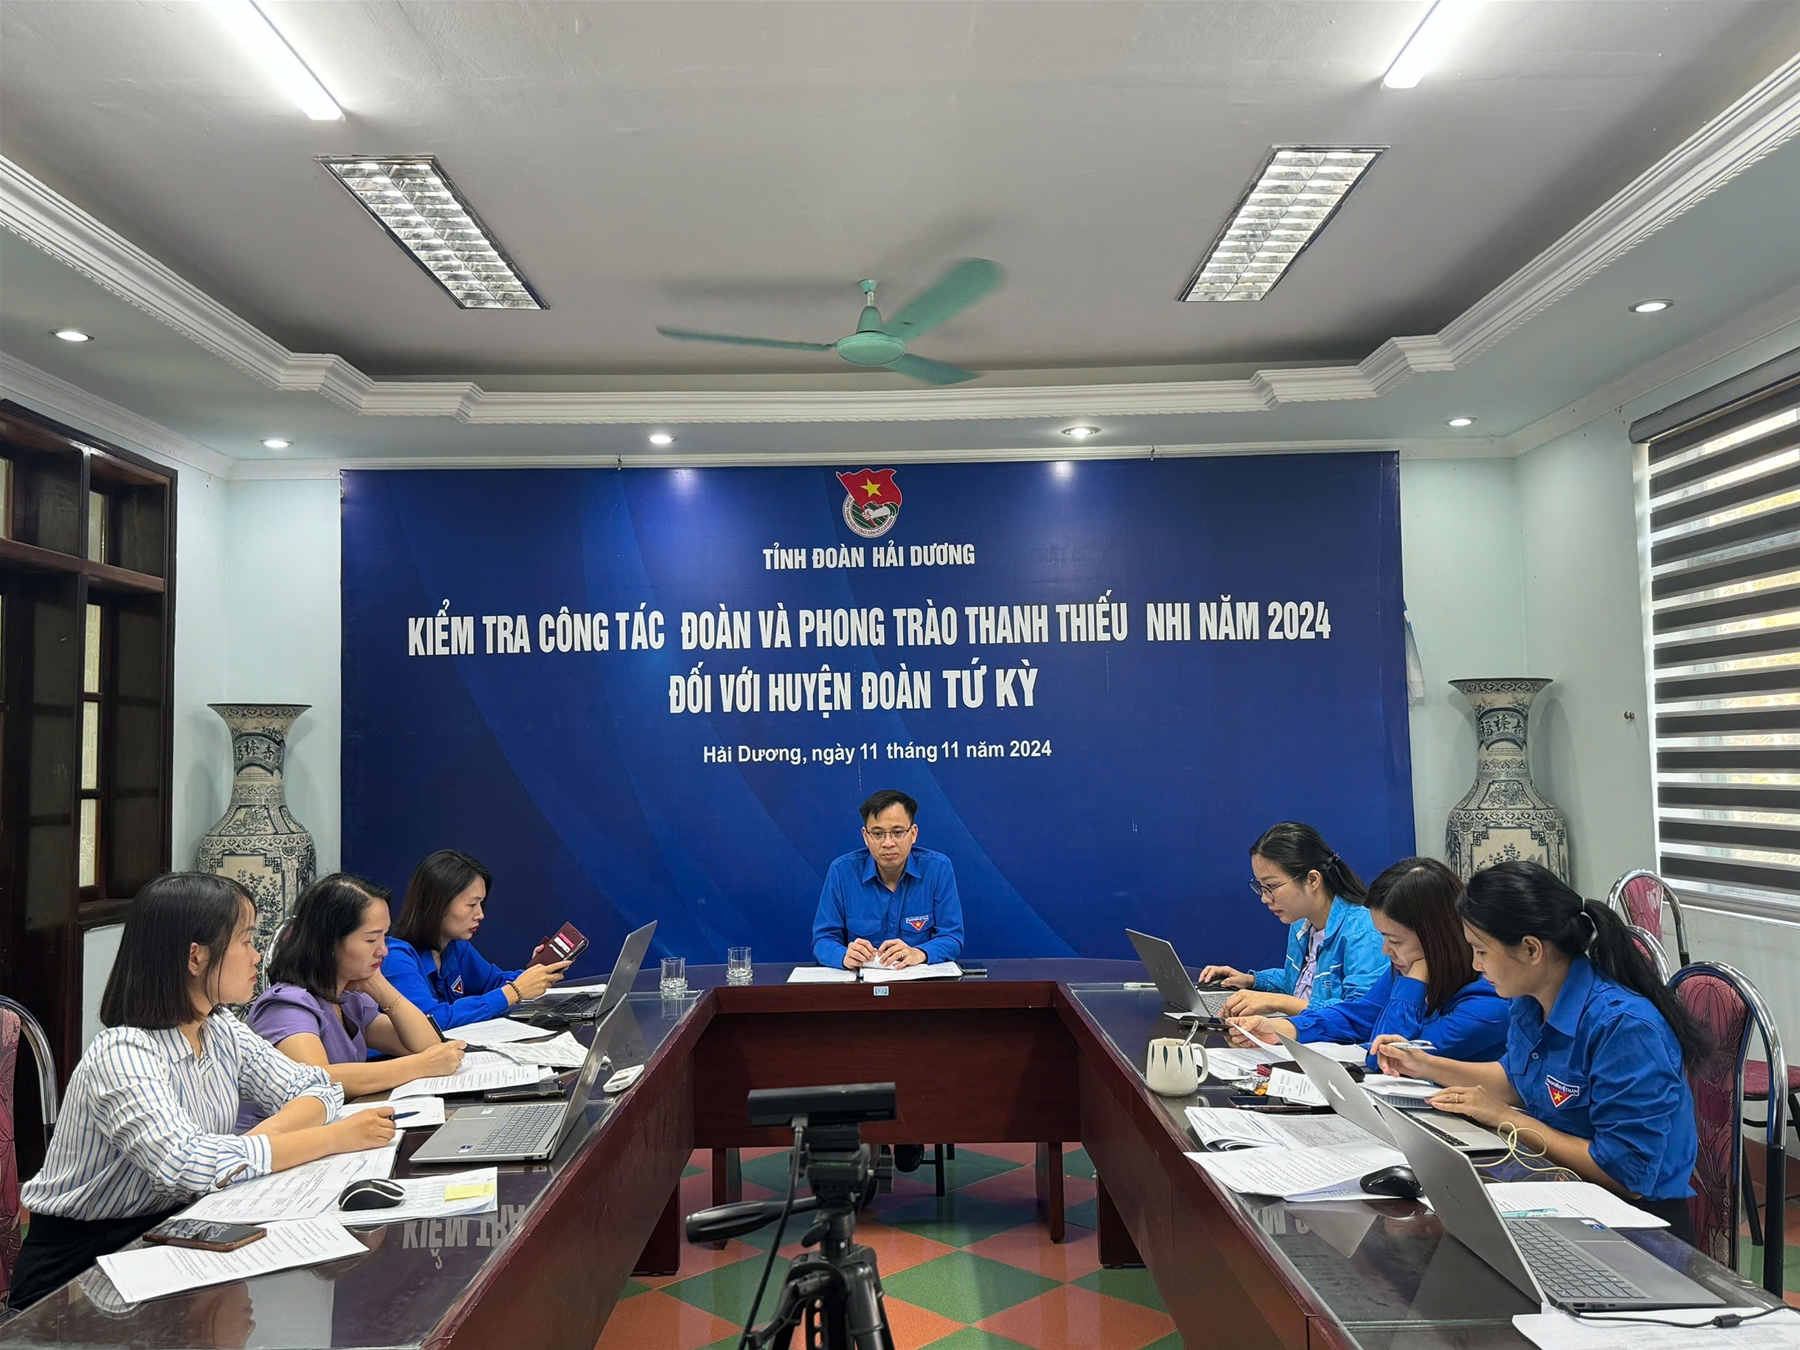 TỈNH ĐOÀN HẢI DƯƠNG
KIỂM TRA CÔNG TÁC ĐOÀN VÀ PHONG TRÀO THANH THIẾU NHI NĂM 2024
ĐỐI VỚI HUYỆN ĐOÀN TỨ KỲ
Hải Dương, ngày 11 tháng 11 năm 2024